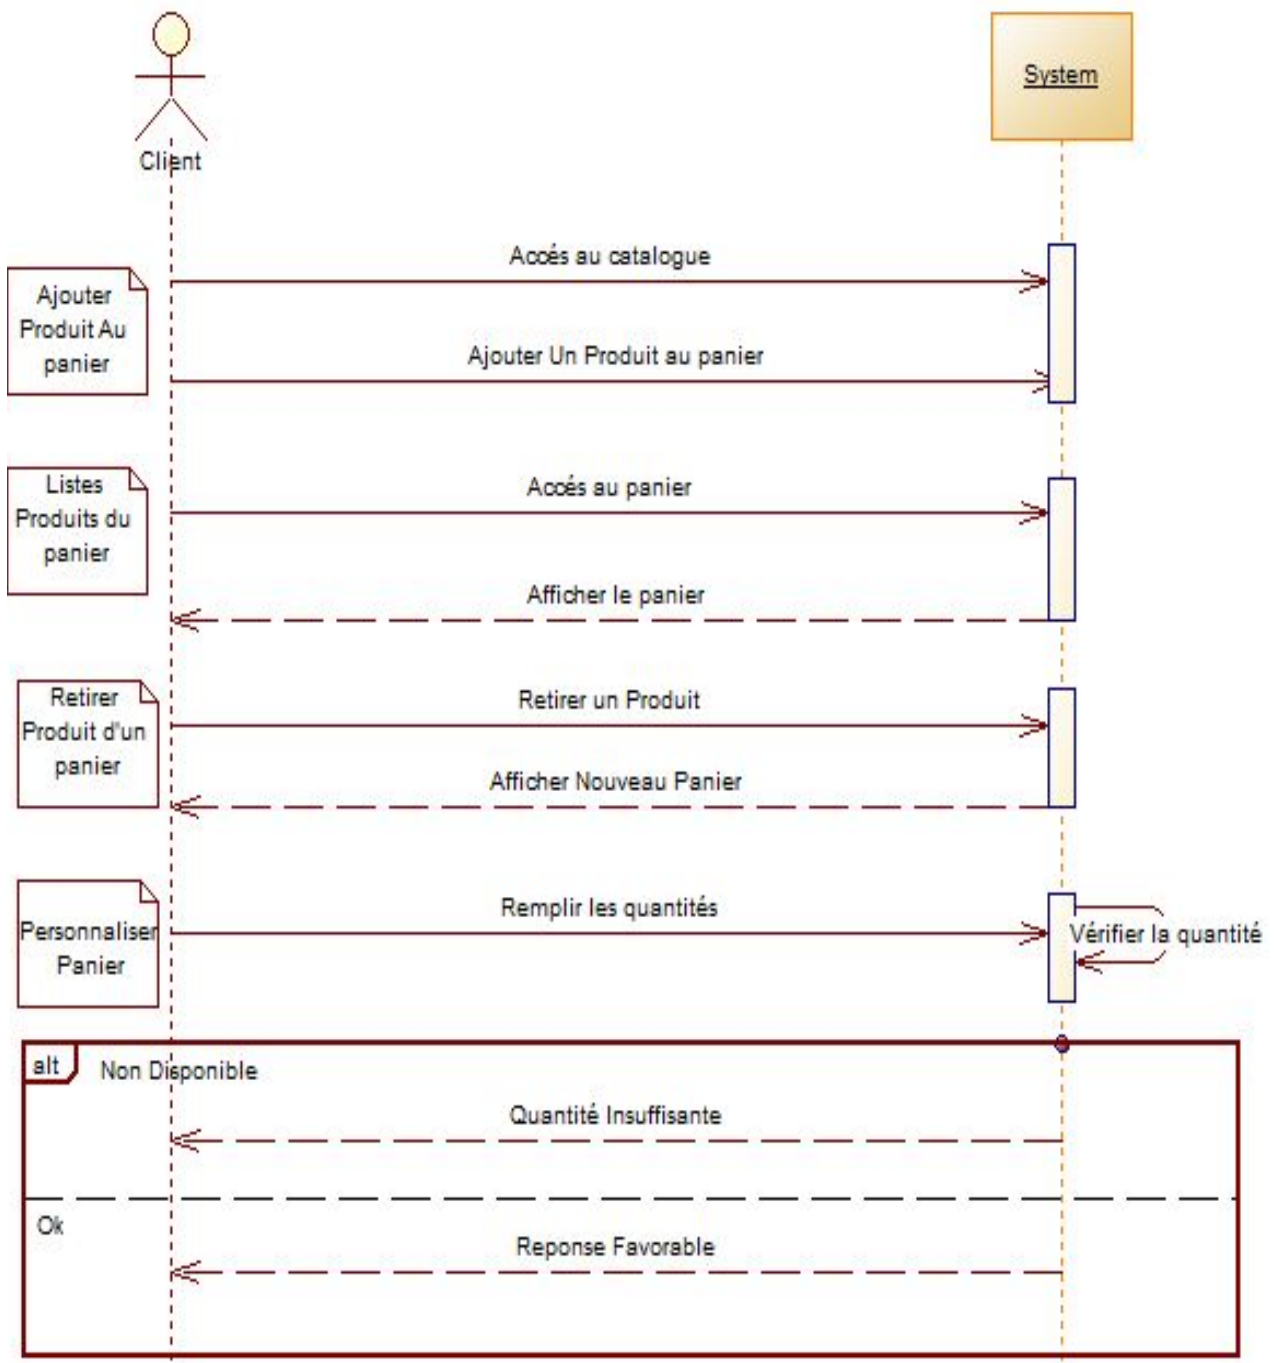 System
Client
Accés au catalogue
Ajouter
Produit Au
panier
Ajouter Un Produit au panier
Listes
Produits du
panier
Accés au panier
Afficher le panier
Retirer
Produit d'un
panier
Retirer un Produit
Afficher Nouveau Panier
Personnaliser
Panier
Remplir les quantités
Vérifier la quantité
alt
Non Disponible
Quantité Insuffisante
Ok
Reponse Favorable